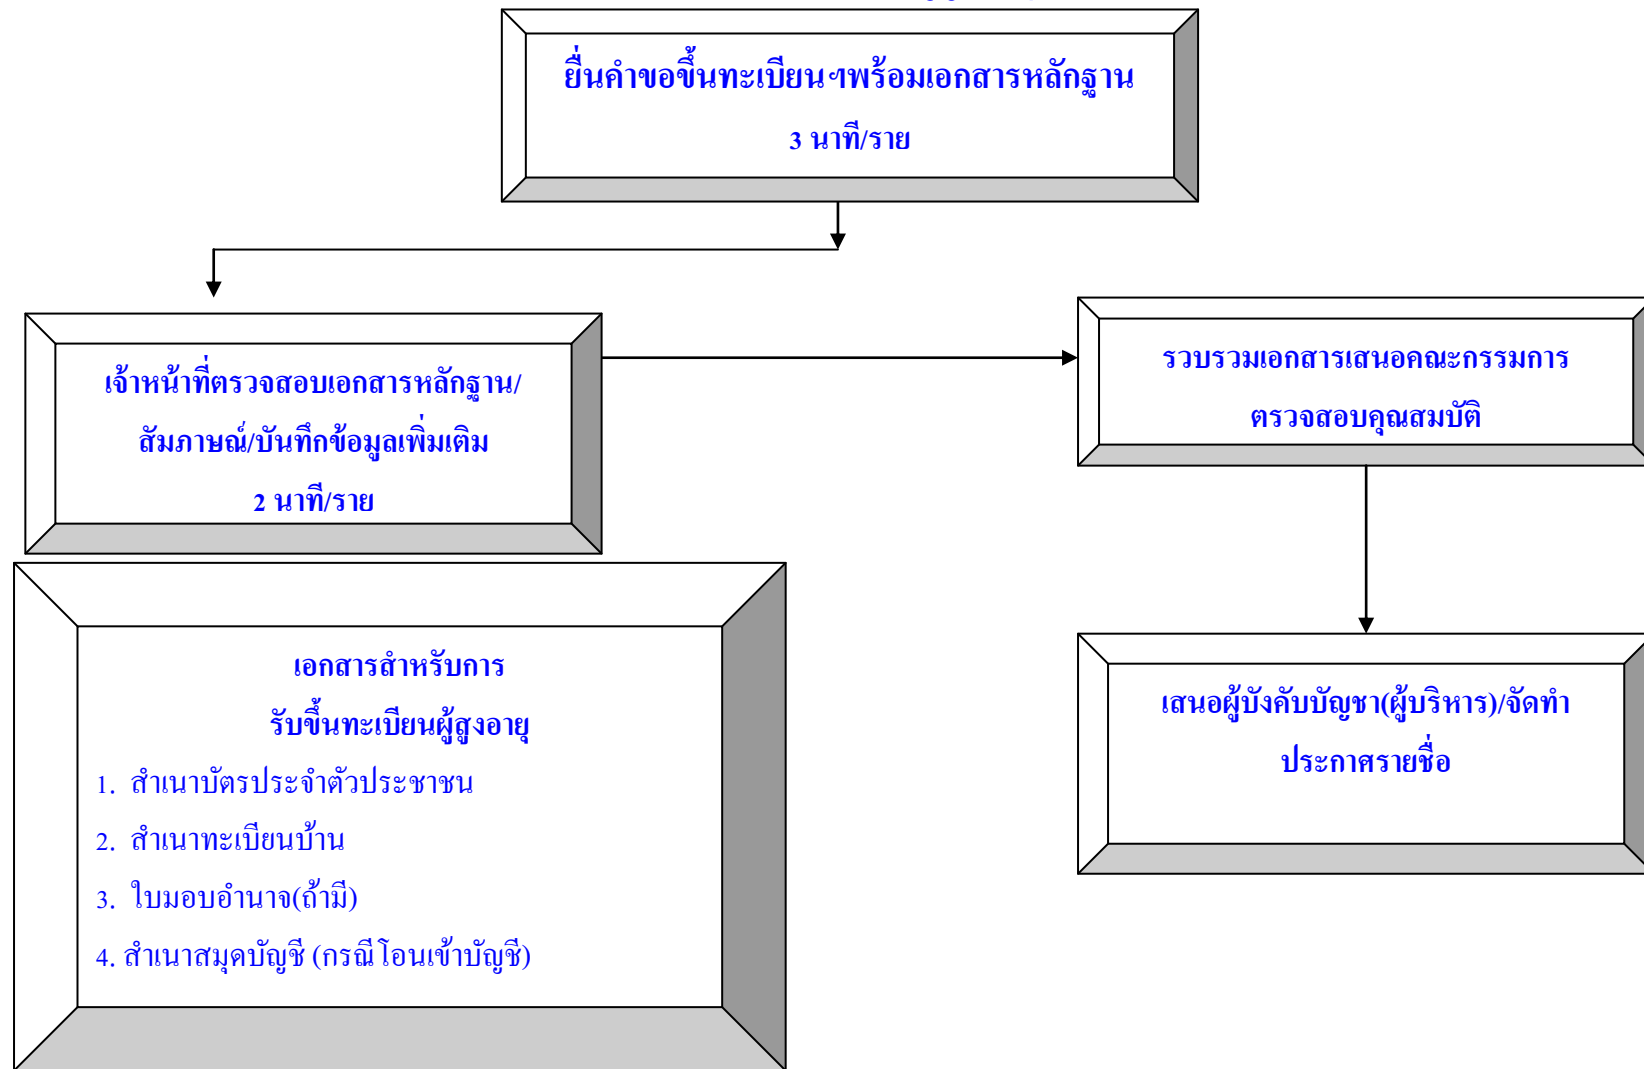 ยื่นคำขอขึ้นทะเบียนฯพร้อมเอกสารหลักฐาน
3 นาที/ราย
เจ้าหน้าที่ตรวจสอบเอกสารหลักฐาน/
สัมภาษณ์/บันทึกข้อมูลเพิ่มเติม
2 นาที/ราย
รวบรวมเอกสารเสนอคณะกรรมการ
ตรวจสอบคุณสมบัติ
เสนอผู้บังคับบัญชา(ผู้บริหาร)/จัดทำ
ประกาศรายชื่อ
เอกสารสำหรับการ
รับขึ้นทะเบียนผู้สูงอายุ
1. สำเนาบัตรประจำตัวประชาชน
2. สำเนาทะเบียนบ้าน
3. ใบมอบอำนาจ(ถ้ามี)
4. สำเนาสมุดบัญชี (กรณีโอนเข้าบัญชี)